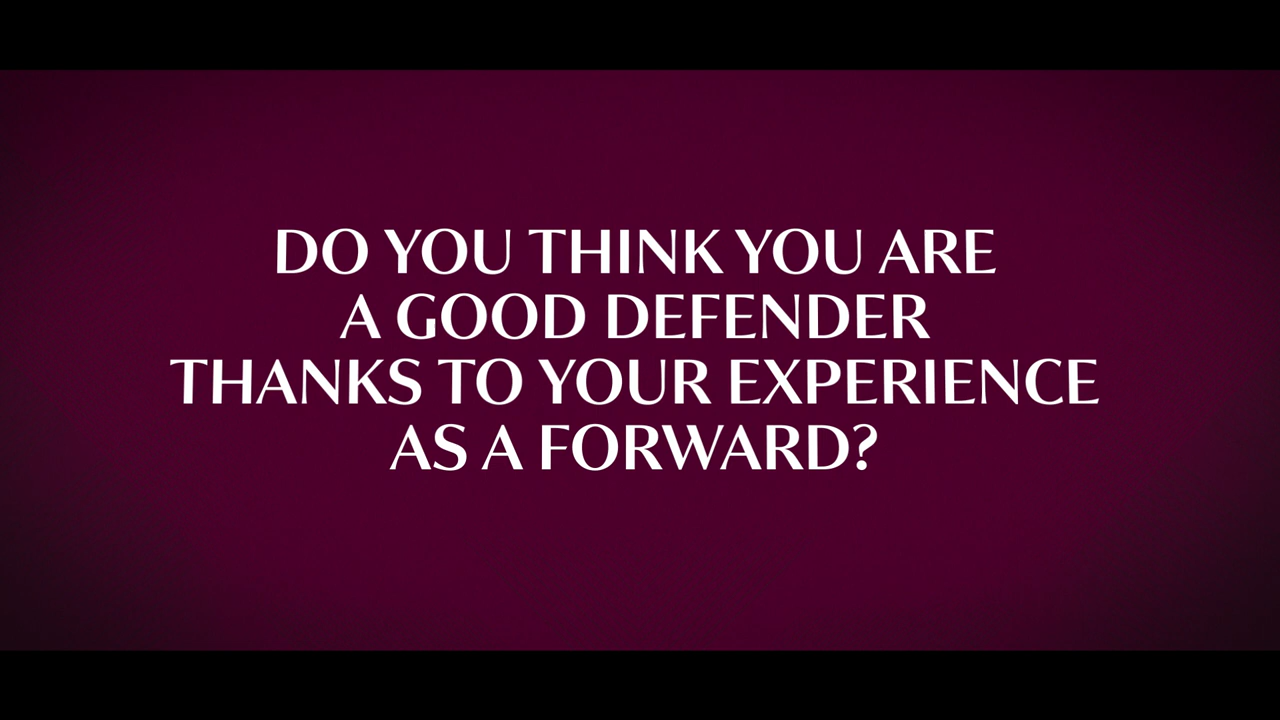 DO YOU THINK YOU ARE
A GOOD DEFENDER
THANKS TO YOUR EXPERIENCE
AS A FORWARD?